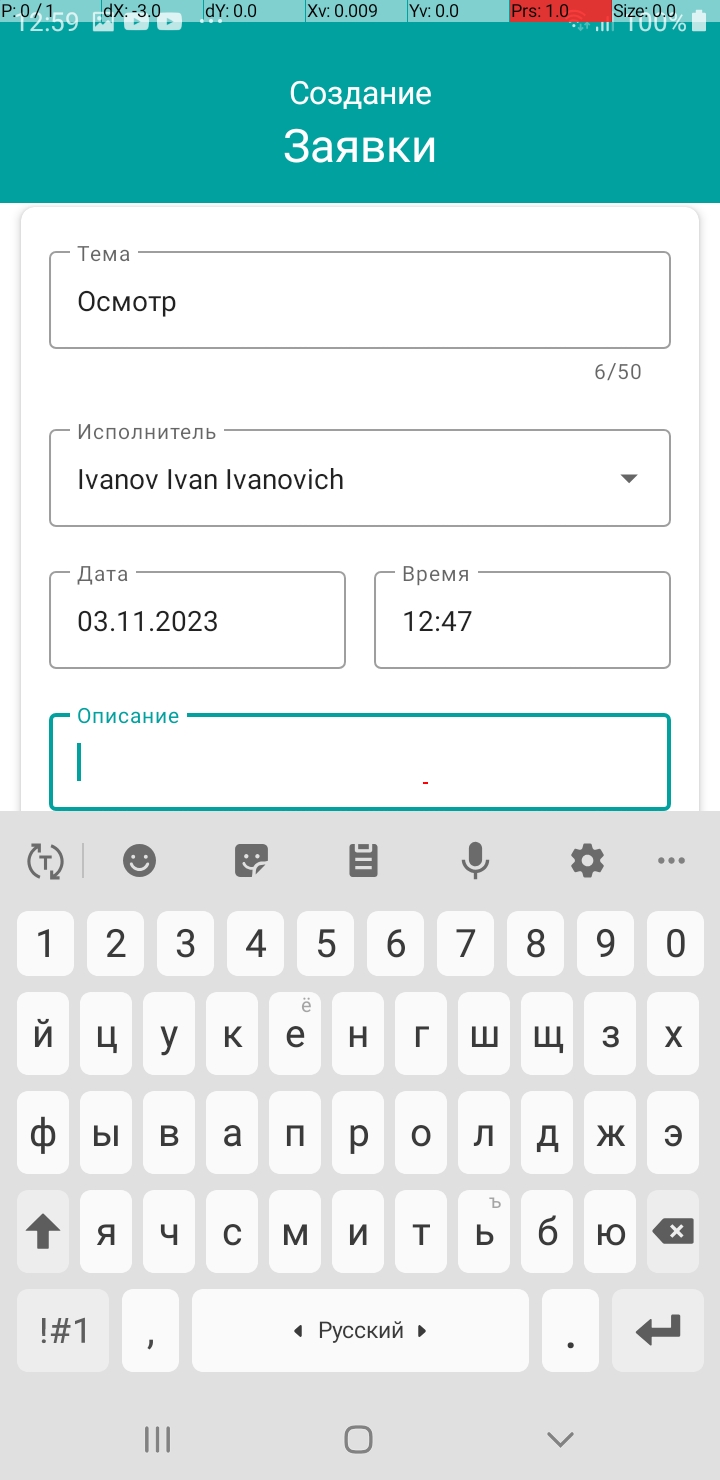 P: 0 / 1 dX: -3.0 dY: 0.0 Xv: 0.009 Yv: 0.0 Prs: 1.0 Size: 0.0
12:59 100%
Создание
Заявки
Тема
Осмотр
6/50
Исполнитель
Ivanov Ivan Ivanovich
Дата Время
03.11.2023 12:47
Описание
1 2 3 4 5 6 7 8 9 0
ё
й ц у к е н г ш щ з х
ф ы в а п р о л д ж э
ъ
я ч с м и т ь б ю
!#1 , Русский .